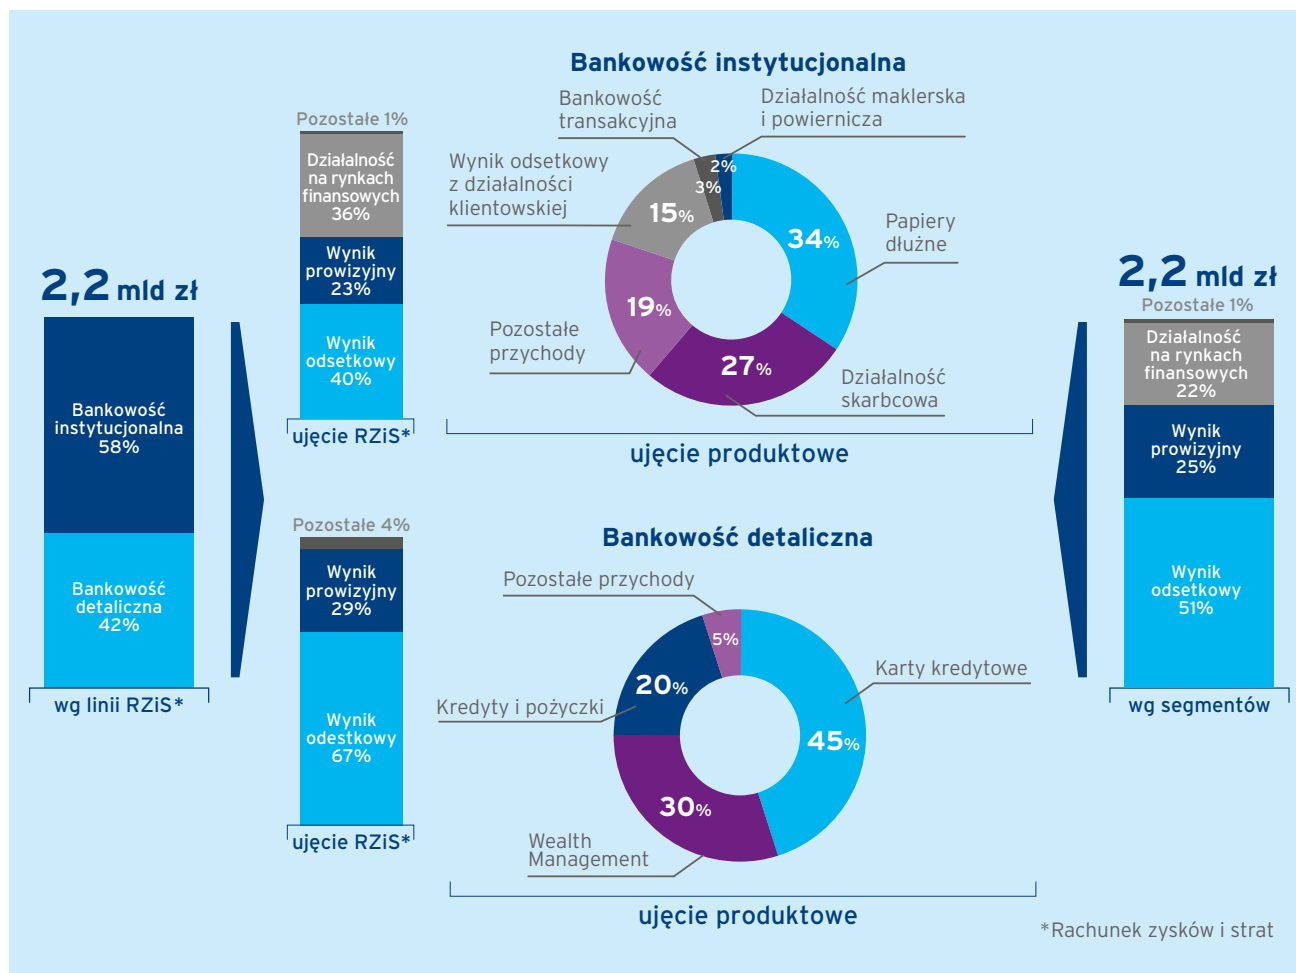 2,2 mld zł
Bankowość
instytucjonalna
58%
Bankowość
detaliczna
42%
wg linii RZiS*
Pozostałe 1%
Działalność
na rynkach
finansowych
36%
Wynik
prowizyjny
23%
Wynik
odsetkowy
40%
ujęcie RZiS*
Pozostałe 4%
Wynik
prowizyjny
29%
Wynik
odestkowy
67%
ujęcie RZiS*
Bankowość instytucjonalna
Bankowość
transakcyjna
Działalność maklerska
i powiernicza
Wynik odsetkowy
z działalności
klientowskiej
Papiery
dłużne
Pozostałe
przychody
Działalność
skarbcowa
2%
3%
15%
34%
19%
27%
ujęcie produktowe
Bankowość detaliczna
Pozostałe przychody
Karty kredytowe
Kredyty i pożyczki
Wealth
Management
5%
20%
45%
30%
ujęcie produktowe
2,2 mld zł
Pozostałe 1%
Działalność
na rynkach
finansowych
22%
Wynik
prowizyjny
25%
Wynik
odsetkowy
51%
wg segmentów
*Rachunek zysków i strat